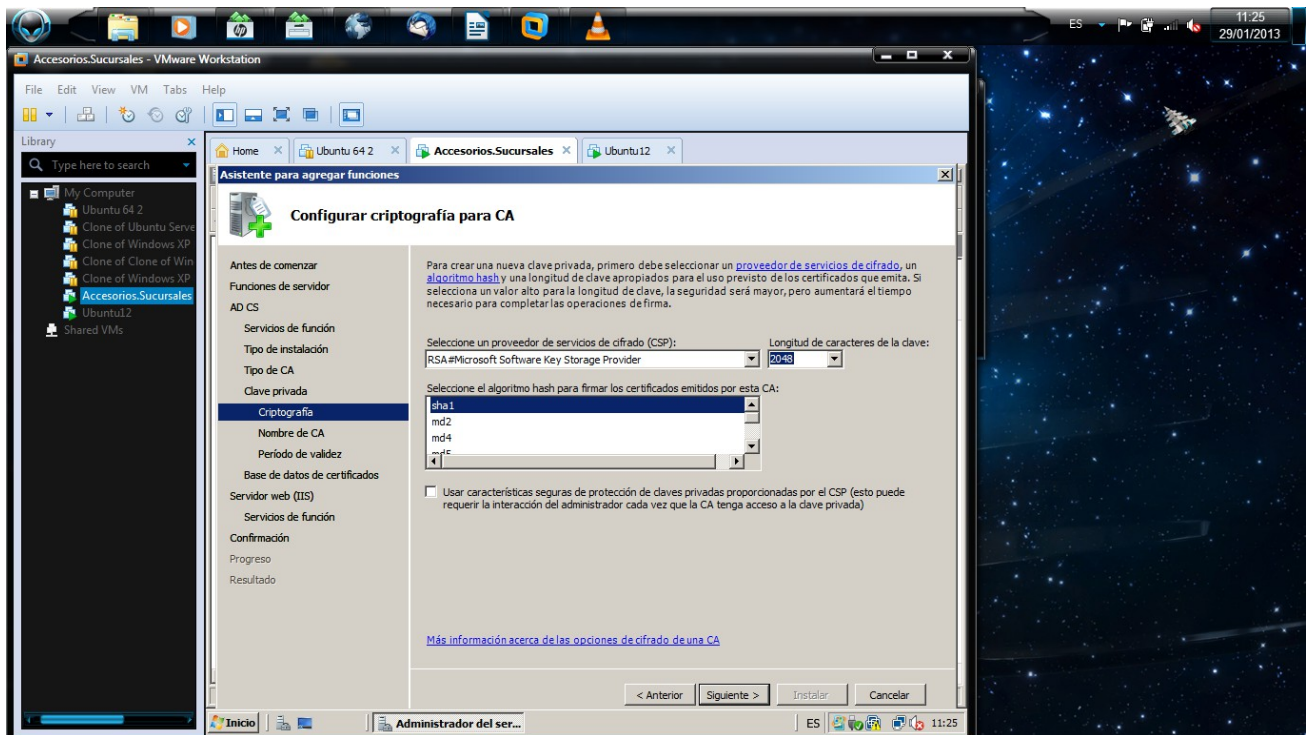 ES
11:25
29/01/2013
Accesorios.Sucursales - VMware Workstation
File Edit View VM Tabs Help
Library
Type here to search
My Computer
Ubuntu 64 2
Clone of Ubuntu Serve
Clone of Windows XP
Clone of Clone of Win
Clone of Windows XP
Accesorios.Sucursales
Ubuntu12
Shared VMs
Home
Ubuntu 64 2
Accesorios.Sucursales
Ubuntu12
Asistente para agregar funciones
Configurar criptografía para CA
Antes de comenzar
Funciones de servidor
AD CS
Servicios de función
Tipo de instalación
Tipo de CA
Clave privada
Criptografía
Nombre de CA
Período de validez
Base de datos de certificados
Servidor web (IIS)
Servicios de función
Confirmación
Progreso
Resultado
Para crear una nueva clave privada, primero debe seleccionar un proveedor de servicios de cifrado, un
algoritmo hash y una longitud de clave apropiados para el uso previsto de los certificados que emita. Si
selecciona un valor alto para la longitud de clave, la seguridad será mayor, pero aumentará el tiempo
necesario para completar las operaciones de firma.
Seleccione un proveedor de servicios de cifrado (CSP):
Longitud de caracteres de la clave:
RSA#Microsoft Software Key Storage Provider
2048
Seleccione el algoritmo hash para firmar los certificados emitidos por esta CA:
sha1
md2
md4
md5
Usar características seguras de protección de claves privadas proporcionadas por el CSP (esto puede
requerir la interacción del administrador cada vez que la CA tenga acceso a la clave privada)
Más información acerca de las opciones de cifrado de una CA
< Anterior
Siguiente >
Instalar
Cancelar
Inicio
Administrador del ser...
ES
11:25